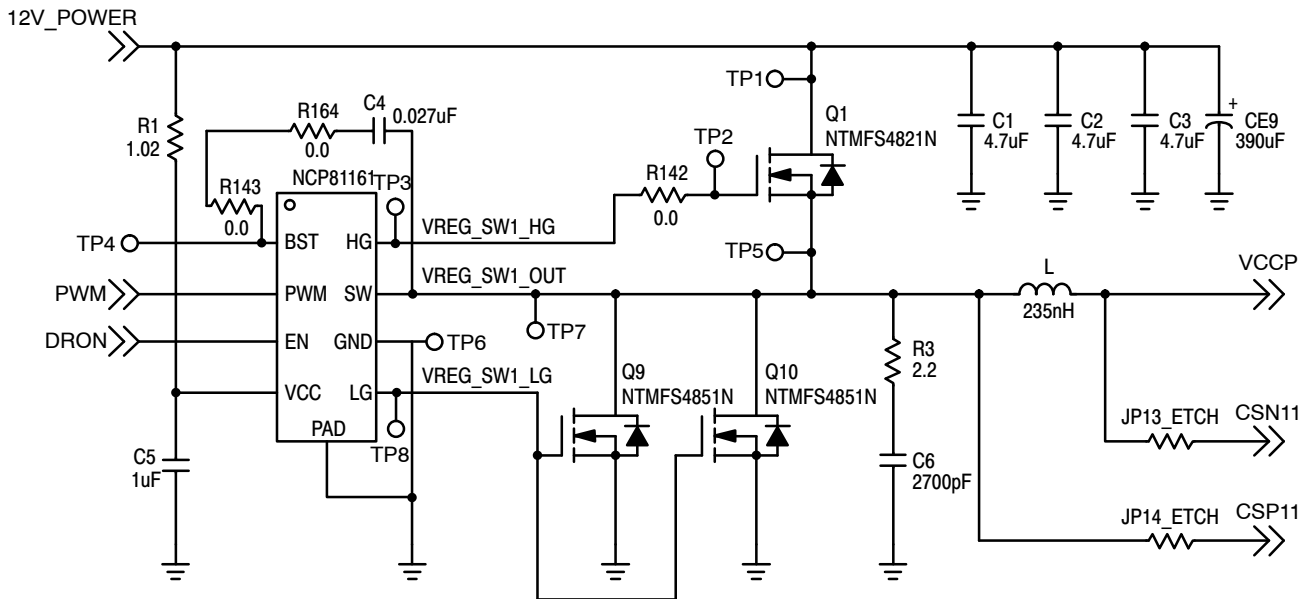 12V_POWER
TP1
R1
1.02
R164
0.0
C4
0.027uF
Q1
NTMFS4821N
C1
4.7uF
C2
4.7uF
C3
4.7uF
+
CE9
390uF
R143
0.0
NCP81161
TP3
TP2
R142
0.0
TP4
BST
HG
VREG_SW1_HG
TP5
PWM
PWM
SW
VREG_SW1_OUT
TP7
L
235nH
VCCP
DRON
EN
GND
TP6
VCC
LG
VREG_SW1_LG
TP8
PAD
Q9
NTMFS4851N
Q10
NTMFS4851N
R3
2.2
C5
1uF
C6
2700pF
JP13_ETCH
CSN11
JP14_ETCH
CSP11